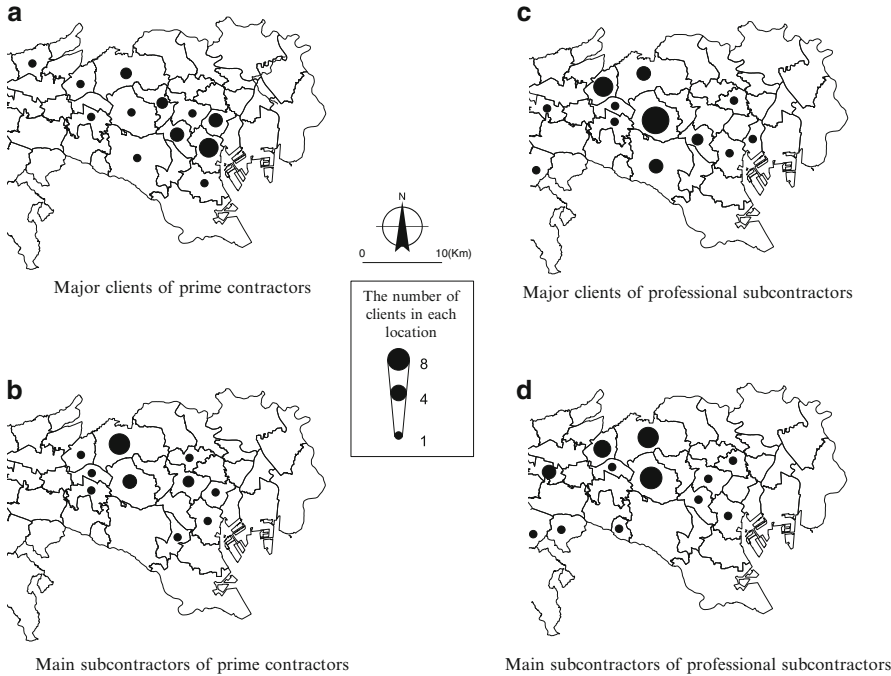 a
Major clients of prime contractors
c
Major clients of professional subcontractors
N
0 10(Km)
The number of
clients in each
location
8
4
1
b
Main subcontractors of prime contractors
d
Main subcontractors of professional subcontractors